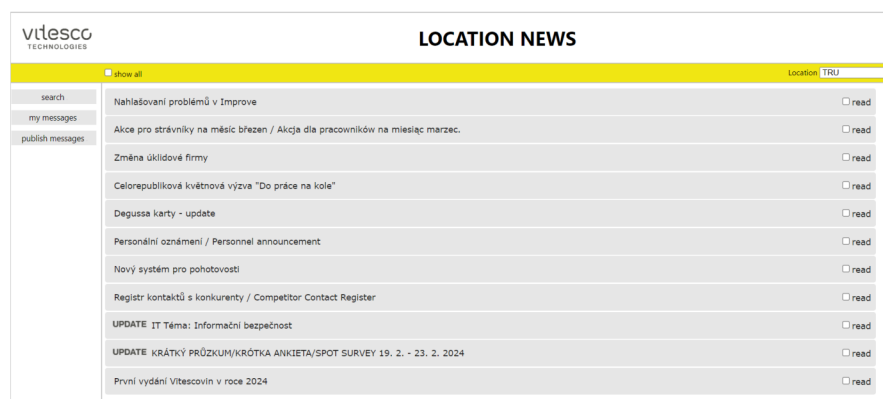 vitesco
TECHNOLOGIES
LOCATION NEWS
show all
Location TRU
search
my messages
publish messages
Nahlašovaní problémů v Improve read
Akce pro strávníky na měsíc březen / Akcja dla pracowników na miesiąc marzec. read
Změna úklidové firmy read
Celorepubliková květnová výzva "Do práce na kole" read
Degussa karty - update read
Personální oznámení / Personnel announcement read
Nový systém pro pohotovosti read
Registr kontaktů s konkurenty / Competitor Contact Register read
UPDATE IT Téma: Informační bezpečnost read
UPDATE KRÁTKÝ PRŮZKUM/KRÓTKA ANKIETA/SPOT SURVEY 19. 2. - 23. 2. 2024 read
První vydání Vitescovin v roce 2024 read